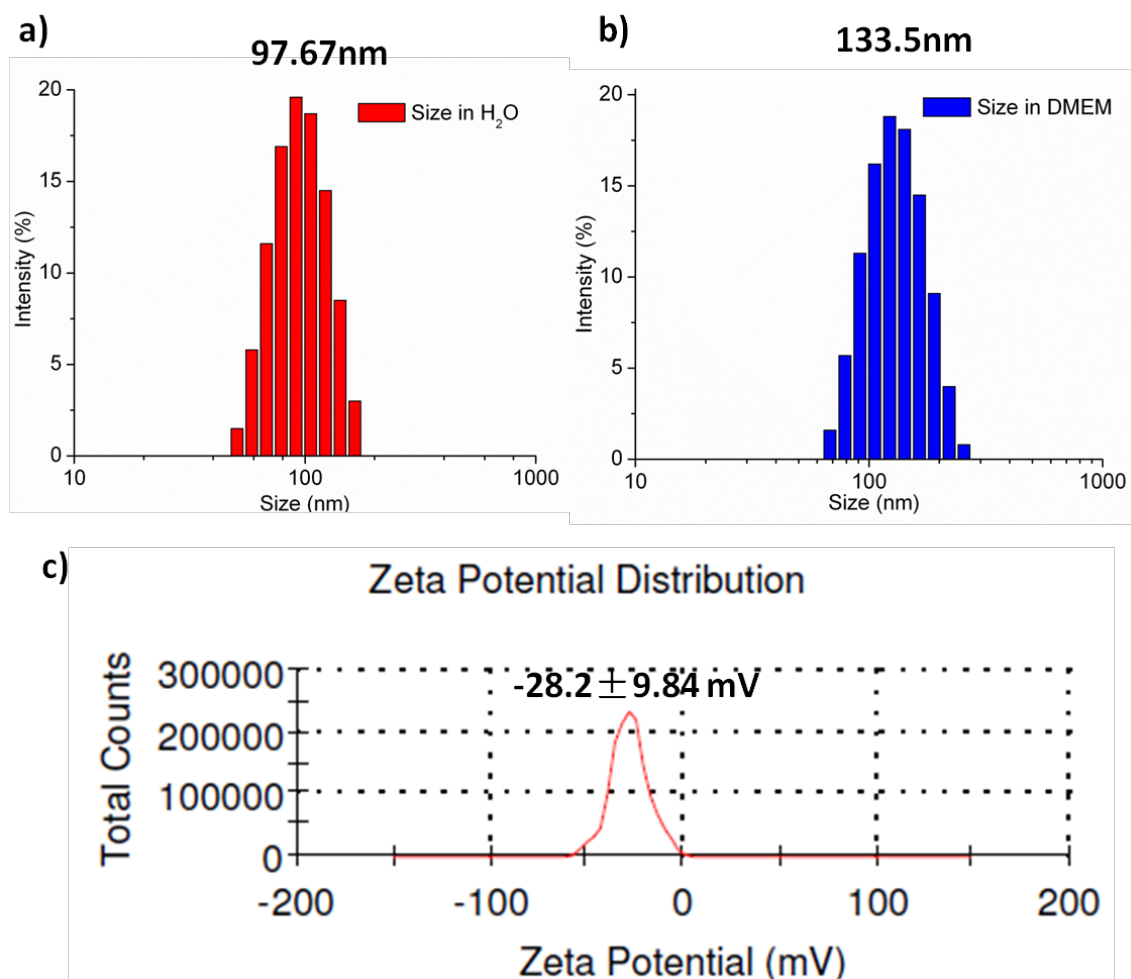 a)
97.67nm
Size in H₂O
20
15
10
5
0
Intensity (%)
10
100
1000
Size (nm)
b)
133.5nm
Size in DMEM
20
15
10
5
0
Intensity (%)
10
100
1000
Size (nm)
c)
Zeta Potential Distribution
-28.2±9.84 mV
300000
200000
100000
0
Total Counts
-200
-100
0
100
200
Zeta Potential (mV)